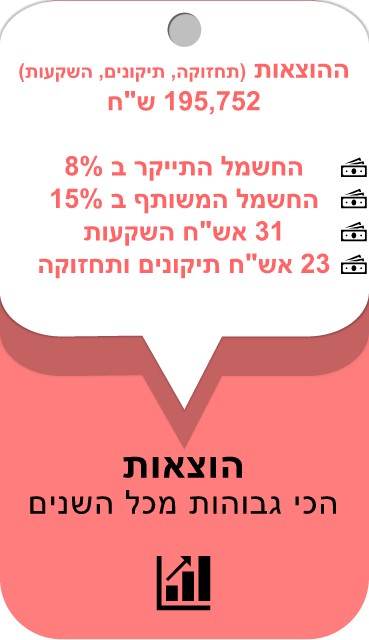 ההוצאות (תחזוקה, תיקונים, השקעות)
195,752 ש"ח
החשמל התייקר ב 8%
החשמל המשותף ב 15%
31 אש"ח השקעות
23 אש"ח תיקונים ותחזוקה
הוצאות
הכי גבוהות מכל השנים